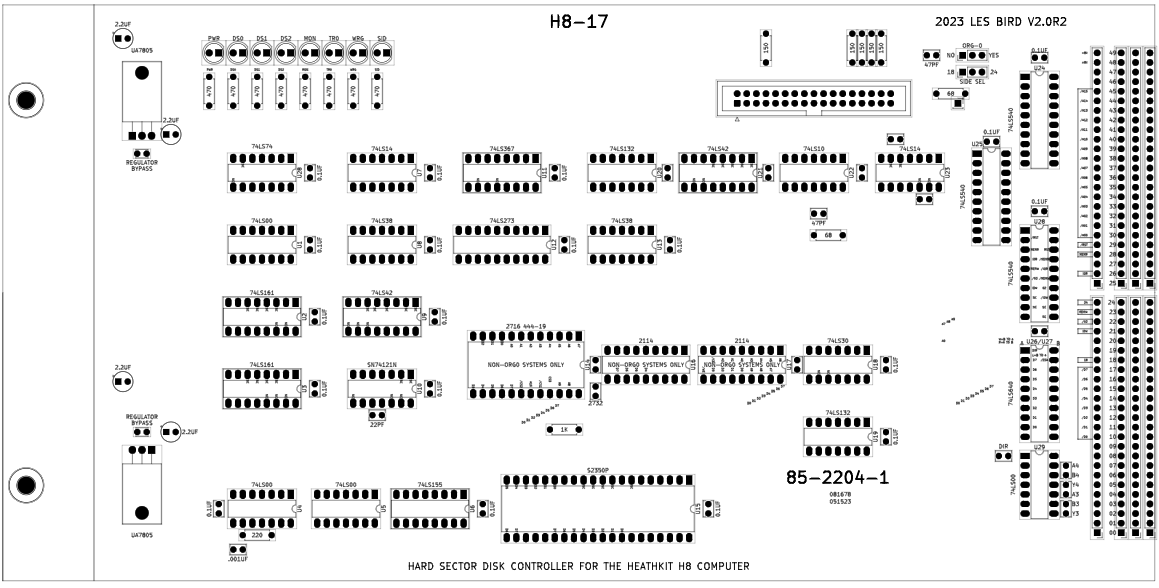 H8-17
2023 LES BIRD V2.0R2
2.2UF
UA7805
2.2UF
REGULATOR
BYPASS
PWR DS0 DS1 DS2 MON TR0 WRG SID
470 470 470 470 470 470 470 470
150
150 150 150 150
47PF
ORG-0
NO YES
18 24
SIDE SEL
68
0.1UF
U24
74LS540
0.1UF
U25
74LS540
74LS74
U20
0.1UF
74LS14
U7
0.1UF
74LS367
U11
0.1UF
74LS132
0.1UF
74LS42
U21
0.1UF
74LS10
U22
0.1UF
74LS14
U23
47PF
68
74LS00
U1
0.1UF
74LS38
U8
0.1UF
74LS273
U12
0.1UF
74LS38
U13
0.1UF
0.1UF
U28
74LS540
74LS161
U2
0.1UF
74LS42
U9
0.1UF
2716 444-19
NON-ORG0 SYSTEMS ONLY
2732
1K
2114
NON-ORG0 SYSTEMS ONLY
U16
2114
NON-ORG0 SYSTEMS ONLY
U17
74LS30
U18
0.1UF
U26/U27
A B
74LS640
2.2UF
REGULATOR
BYPASS
2.2UF
UA7805
74LS161
U3
0.1UF
SN74121N
U10
0.1UF
22PF
74LS132
U19
0.1UF
85-2204-1
081678
051523
DIR
U29
74LS00
A4
B4
Y4
A3
B3
Y3
0.1UF
74LS00
U4
220
.001UF
74LS00
U5
74LS155
U6
0.1UF
S2350P
U15
0.1UF
49
48
47
46
45
44
43
42
41
40
39
38
37
36
35
34
33
32
31
30
29
28
27
26
25
24
23
22
21
20
19
18
17
16
15
14
13
12
11
10
09
08
07
06
05
04
03
02
01
00
HARD SECTOR DISK CONTROLLER FOR THE HEATHKIT H8 COMPUTER